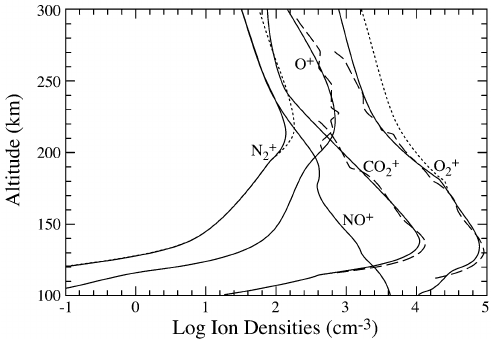 300
250
200
150
100
Altitude (km)
O⁺
N₂⁺
CO₂⁺
O₂⁺
NO⁺
-1 0 1 2 3 4 5
Log Ion Densities (cm⁻³)